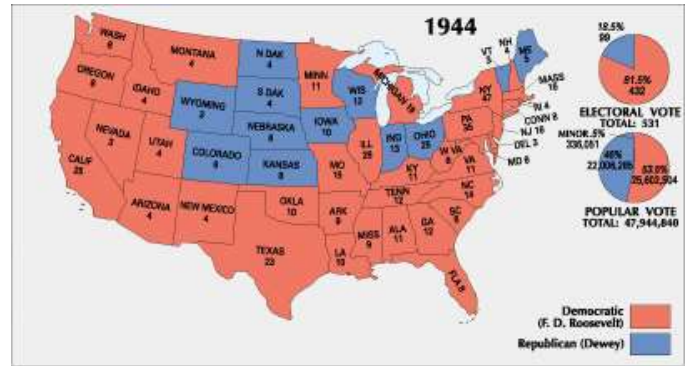 1944
WASH
8
OREGON
6
CALIF
25
NEVADA
3
IDAHO
4
MONTANA
4
WYOMING
3
UTAH
4
COLORADO
6
ARIZONA
4
NEW MEXICO
4
N DAK
4
S DAK
4
NEBRASKA
6
KANSAS
8
OKLA
10
TEXAS
23
MINN
11
IOWA
10
MO
15
ARK
9
LA
10
WIS
12
ILL
28
MICHIGAN 19
IND
13
OHIO
25
KY
11
TENN
12
MISS
9
ALA
11
GA
12
FLA 8
SC
8
NC
14
VA
11
W VA
8
PA
35
NY
47
VT
3
NH
4
5
MASS
16
RI 4
CONN 8
NJ 16
DEL 3
MD 8
18.5%
99
81.5%
432
ELECTORAL VOTE
TOTAL: 531
MINOR .5%
336,051
46%
22,006,285
53.5%
25,602,504
POPULAR VOTE
TOTAL: 47,944,840
Democratic
(F. D. Roosevelt)
Republican (Dewey)